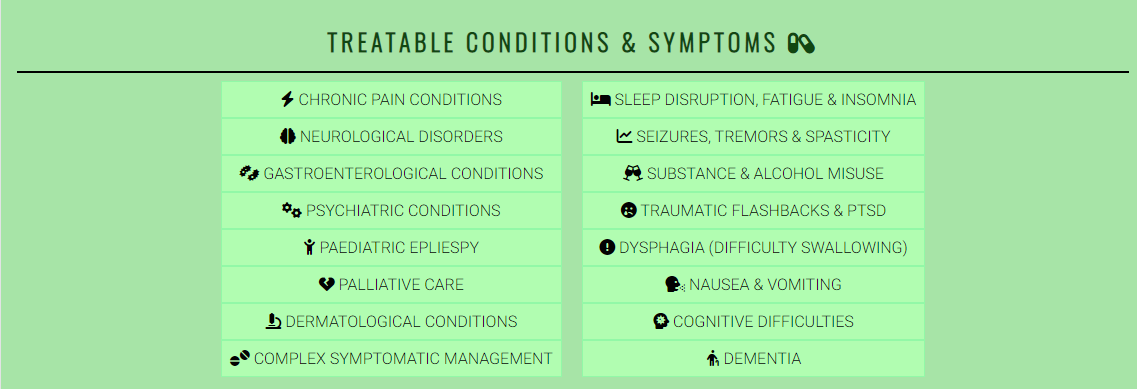 TREATABLE CONDITIONS & SYMPTOMS
CHRONIC PAIN CONDITIONS
NEUROLOGICAL DISORDERS
GASTROENTEROLOGICAL CONDITIONS
PSYCHIATRIC CONDITIONS
PAEDIATRIC EPLIESPY
PALLIATIVE CARE
DERMATOLOGICAL CONDITIONS
COMPLEX SYMPTOMATIC MANAGEMENT
SLEEP DISRUPTION, FATIGUE & INSOMNIA
SEIZURES, TREMORS & SPASTICITY
SUBSTANCE & ALCOHOL MISUSE
TRAUMATIC FLASHBACKS & PTSD
DYSPHAGIA (DIFFICULTY SWALLOWING)
NAUSEA & VOMITING
COGNITIVE DIFFICULTIES
DEMENTIA